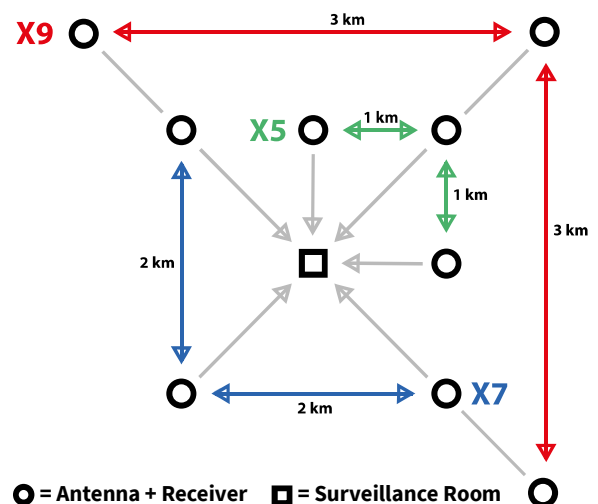 X9
3 km
X5
1 km
1 km
3 km
2 km
2 km
X7
= Antenna + Receiver
= Surveillance Room